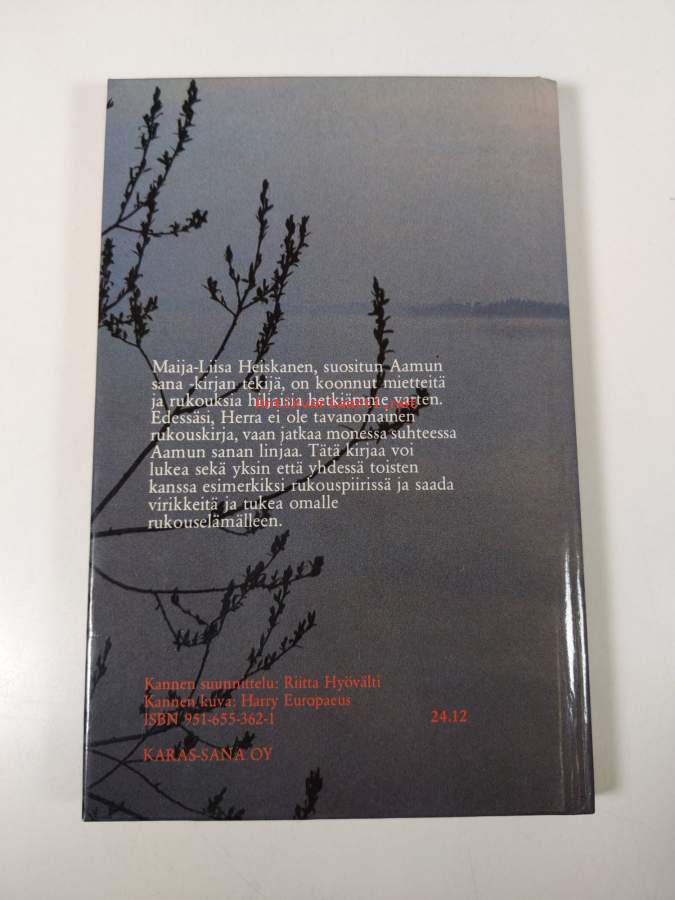 Maija-Liisa Heiskanen, suositun Aamun
sana -kirjan tekijä, on koonnut mietteitä
ja rukouksia hiljaisia hetkiämme varten.
Edessäsi, Herra ei ole tavanomainen
rukouskirja, vaan jatkaa monessa suhteessa
Aamun sanan linjaa. Tätä kirjaa voi
lukea sekä yksin että yhdessä toisten
kanssa esimerkiksi rukouspiirissä ja saada
virikkeitä ja tukea omalle
rukouselämälleen.
Kannen suunnittelu: Riitta Hyövälti
Kannen kuva: Harry Europaeus
ISBN 951-655-362-1
24.12
KARAS-SANA OY